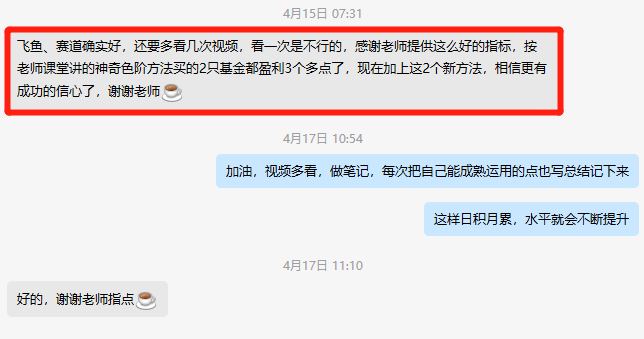 4月15日 07:31
飞鱼、赛道确实好，还要多看几次视频，看一次是不行的，感谢老师提供这么好的指标，按
老师课堂讲的神奇色阶方法买的2只基金都盈利3个多点了，现在加上这2个新方法，相信更有
成功的信心了，谢谢老师☕
4月17日 10:54
加油，视频多看，做笔记，每次把自己能成熟运用的点也写总结记下来
这样日积月累，水平就会不断提升
4月17日 11:10
好的，谢谢老师指点☕